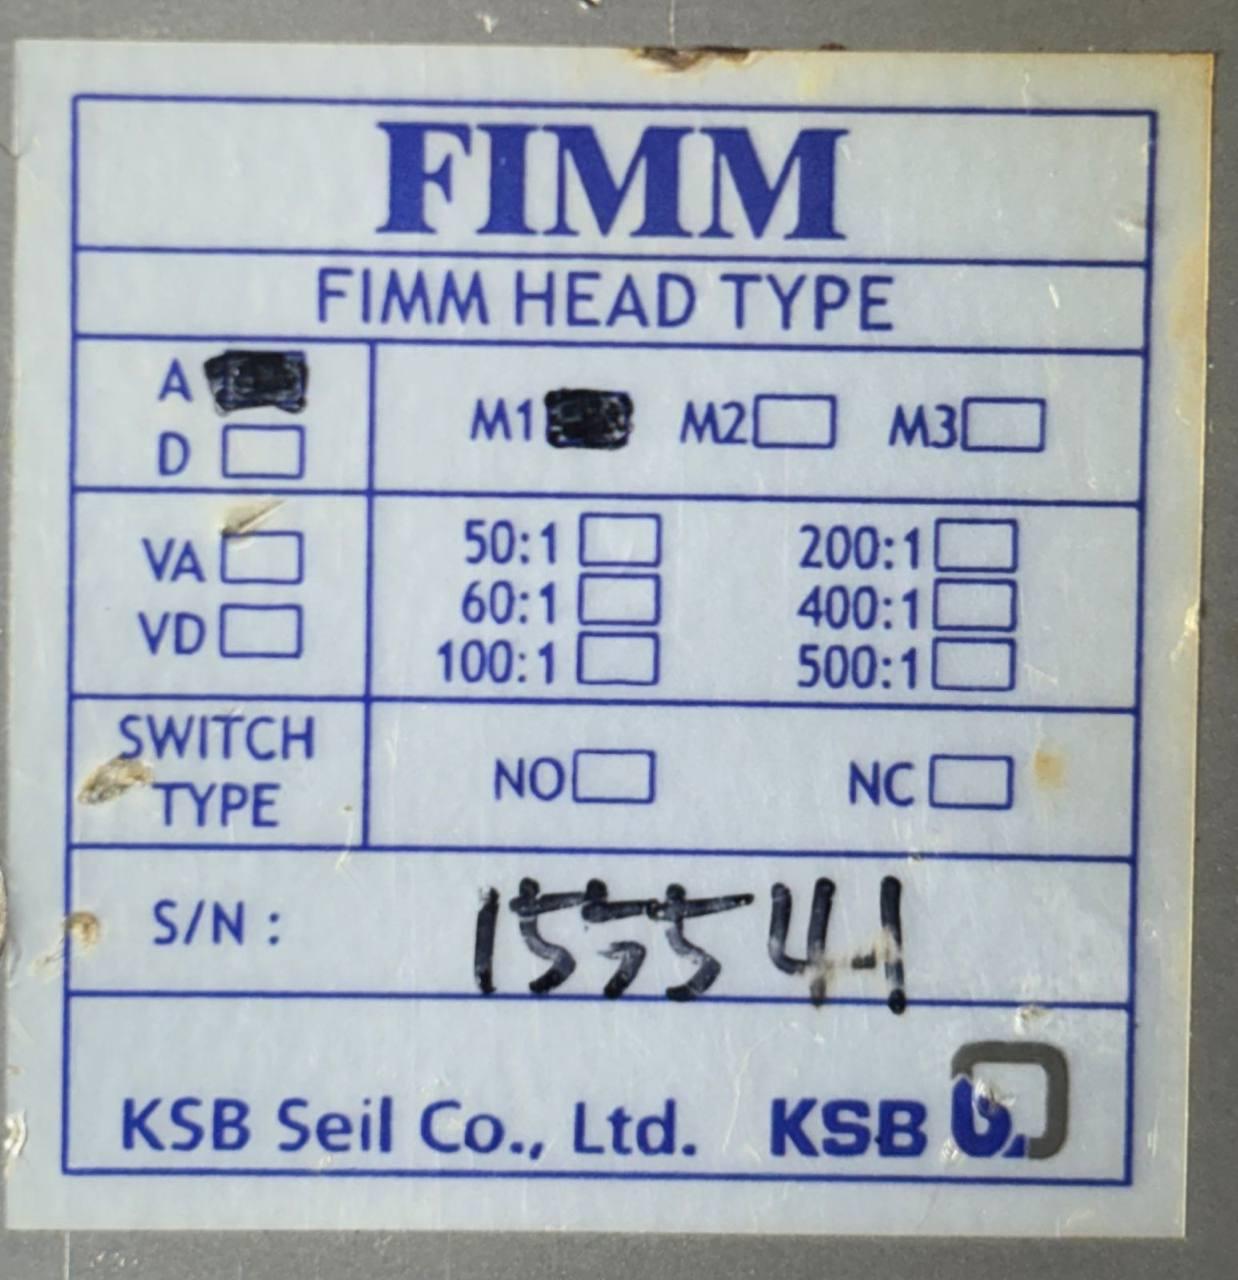 FIMM
FIMM HEAD TYPE
A
D
M1 M2 M3
VA
VD
50:1 200:1
60:1 400:1
100:1 500:1
SWITCH
TYPE
NO NC
S/N : 155541
KSB Seil Co., Ltd. KSB